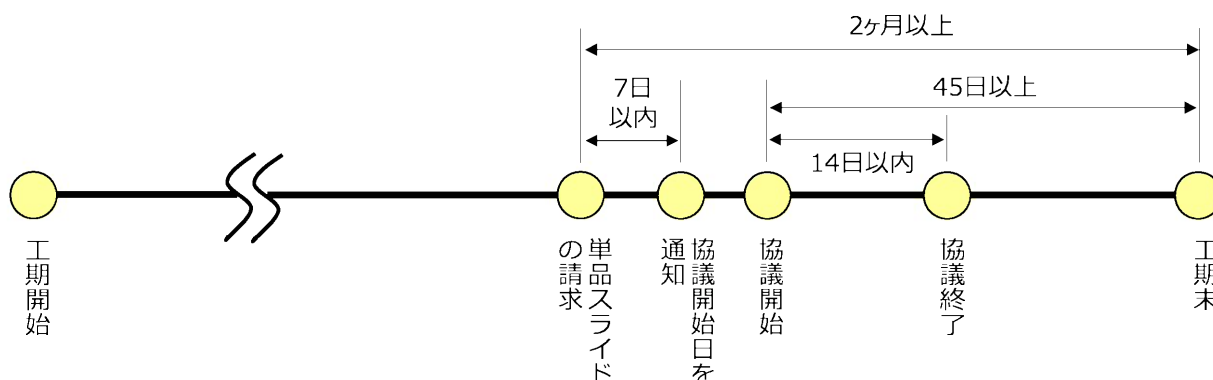 2ヶ月以上
7日
以内
45日以上
14日以内
工期開始
単品スライド
の請求
協議開始日を
通知
協議開始
協議終了
工期末